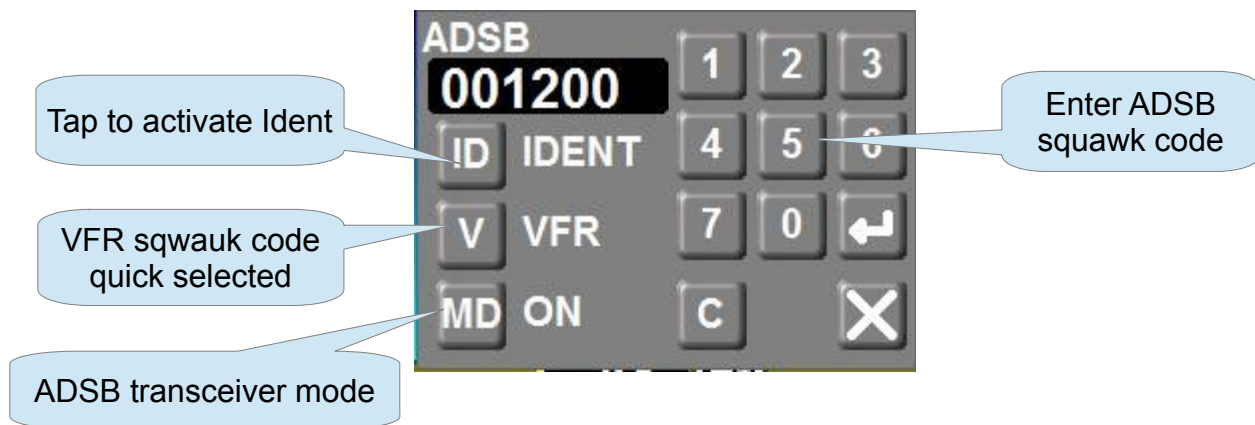 ADSB
001200
1 2 3
Tap to activate Ident
ID IDENT
4 5 6
Enter ADSB
squawk code
VFR sqwauk code
quick selected
V VFR
7 0
MD ON
C
ADSB transceiver mode